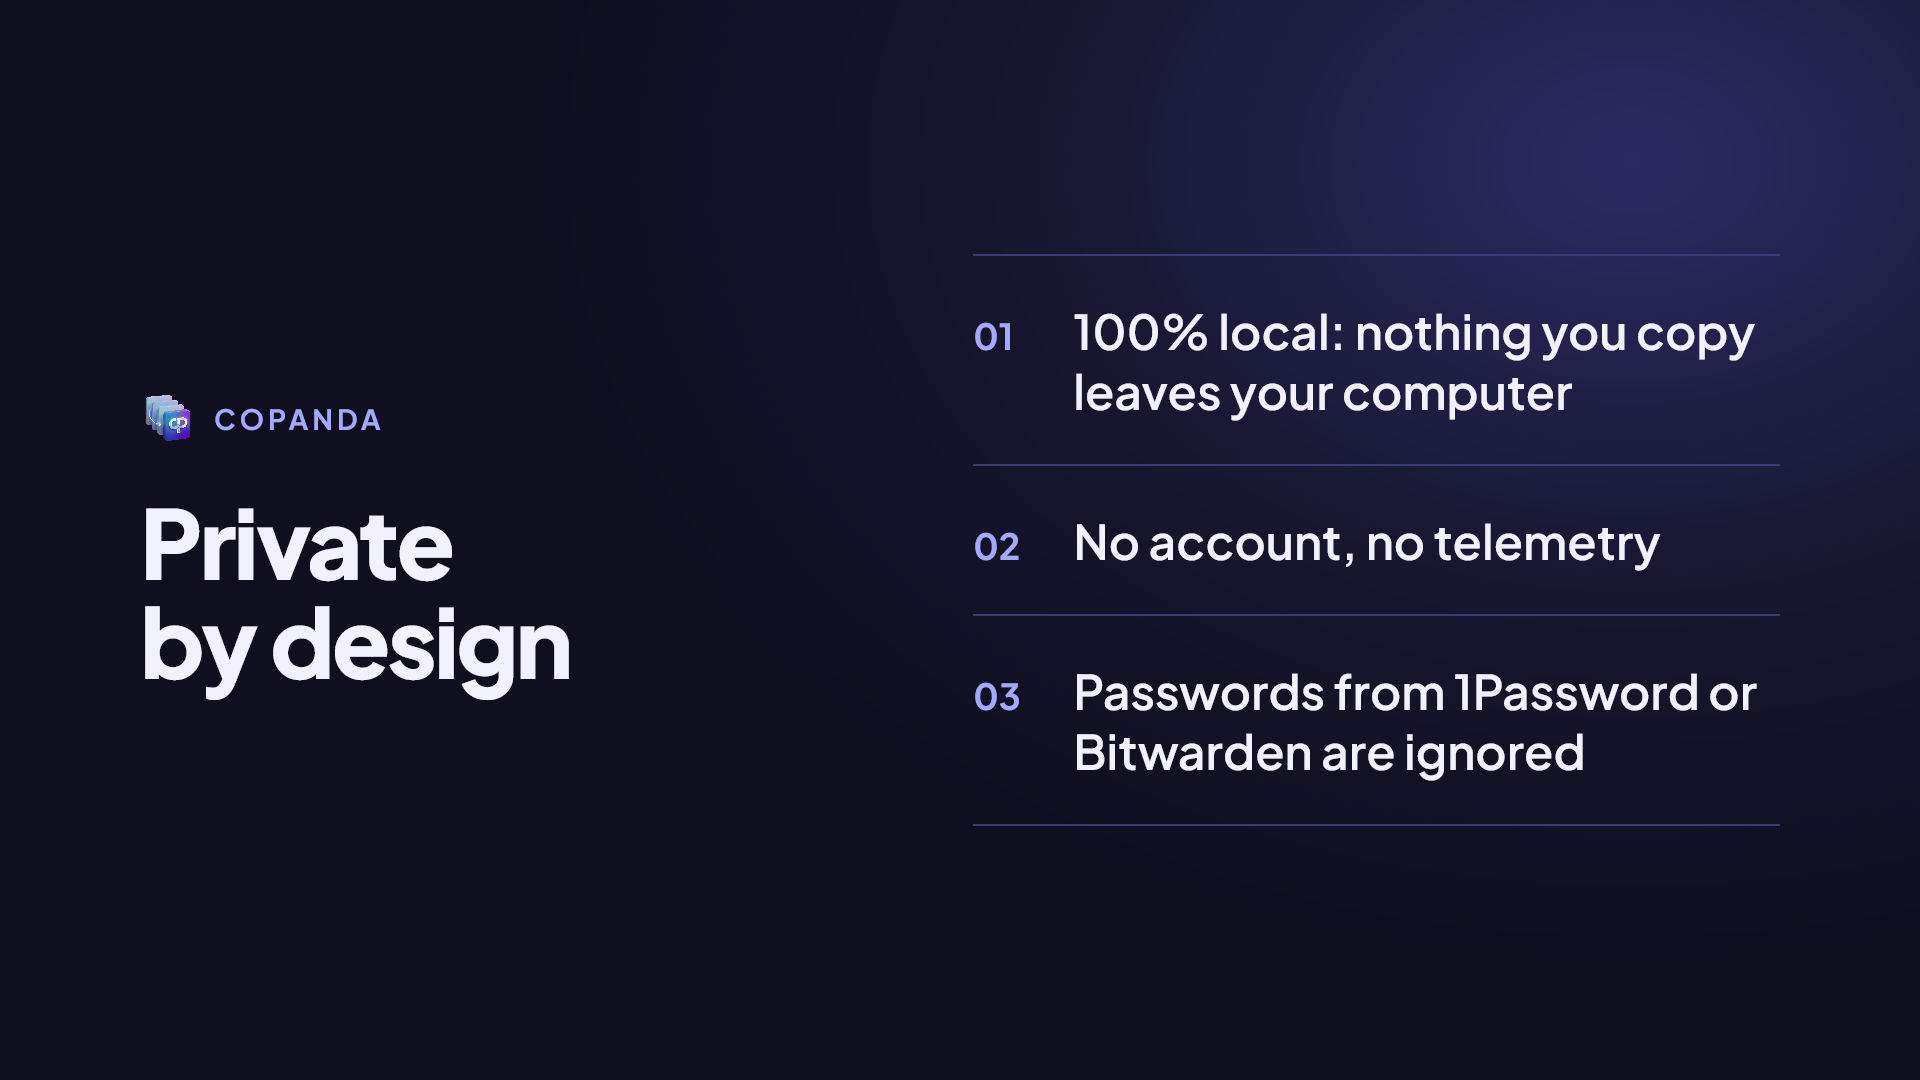 COPANDA
Private
by design
01
100% local: nothing you copy
leaves your computer
02
No account, no telemetry
03
Passwords from 1Password or
Bitwarden are ignored